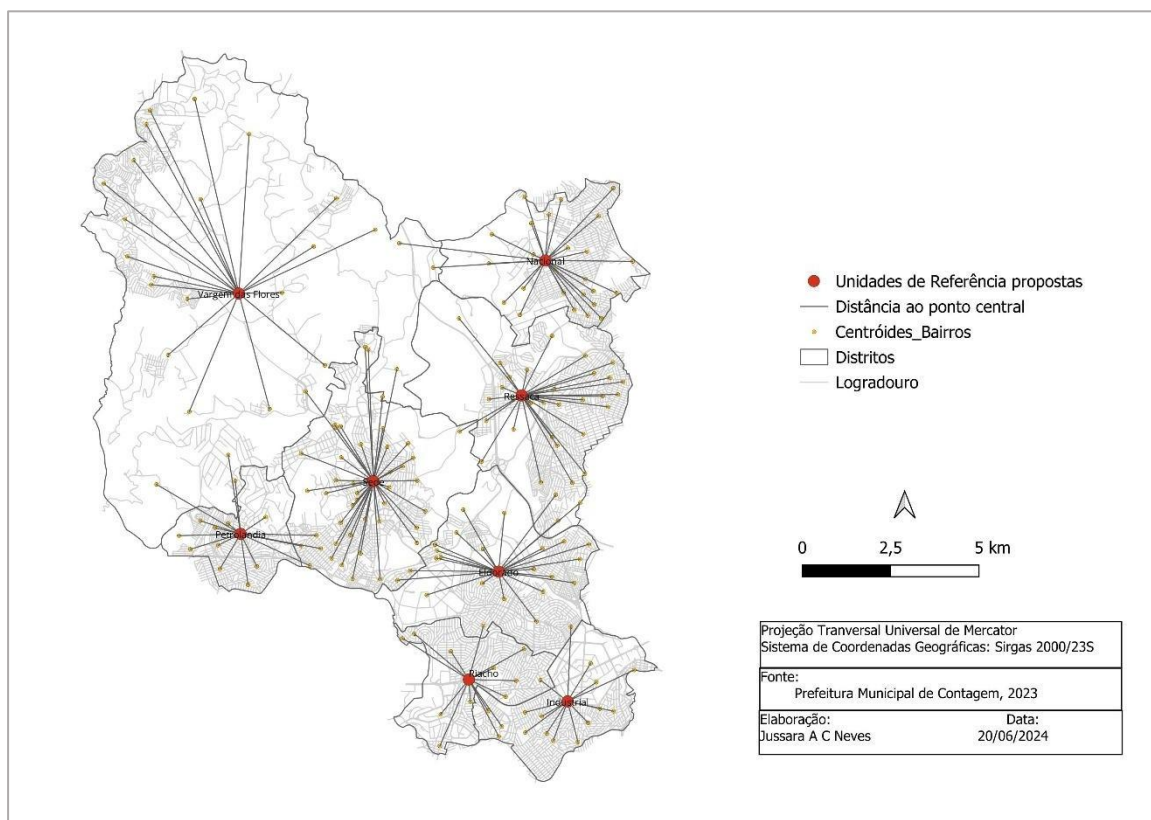 Nacional
Vargem das Flores
Ressaca
Sede
Petrolandia
Eldorado
Riacho
Industrial
Unidades de Referência propostas
Distância ao ponto central
Centróides_Bairros
Distritos
Logradouro
0 2,5 5 km
Projeção Tranversal Universal de Mercator
Sistema de Coordenadas Geográficas: Sirgas 2000/23S
Fonte:
Prefeitura Municipal de Contagem, 2023
Elaboração: Data:
Jussara A C Neves 20/06/2024